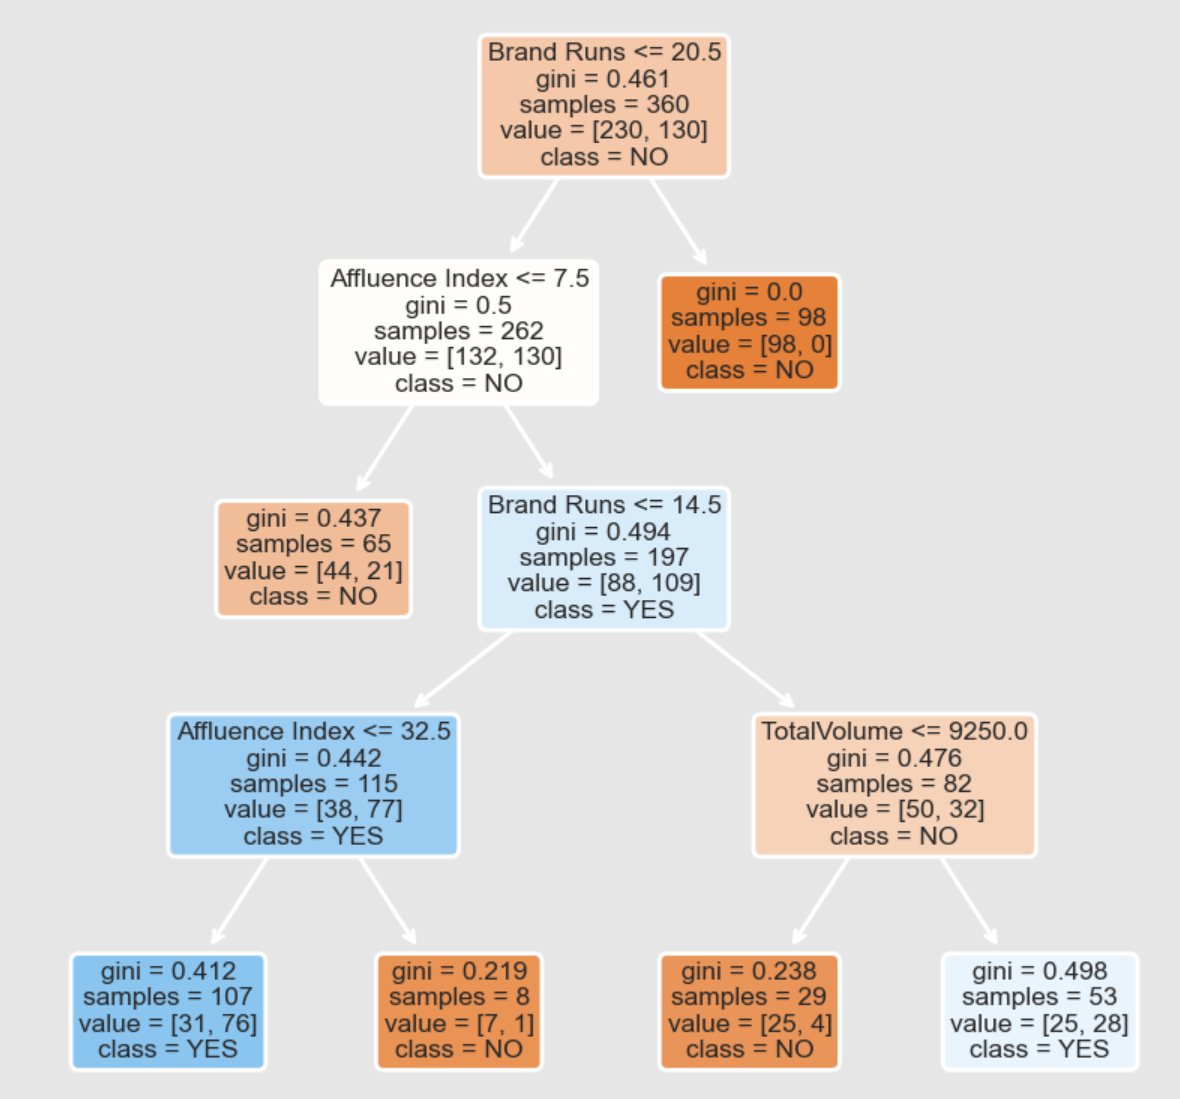 Brand Runs <= 20.5
gini = 0.461
samples = 360
value = [230, 130]
class = NO
Affluence Index <= 7.5
gini = 0.5
samples = 262
value = [132, 130]
class = NO
gini = 0.0
samples = 98
value = [98, 0]
class = NO
gini = 0.437
samples = 65
value = [44, 21]
class = NO
Brand Runs <= 14.5
gini = 0.494
samples = 197
value = [88, 109]
class = YES
Affluence Index <= 32.5
gini = 0.442
samples = 115
value = [38, 77]
class = YES
TotalVolume <= 9250.0
gini = 0.476
samples = 82
value = [50, 32]
class = NO
gini = 0.412
samples = 107
value = [31, 76]
class = YES
gini = 0.219
samples = 8
value = [7, 1]
class = NO
gini = 0.238
samples = 29
value = [25, 4]
class = NO
gini = 0.498
samples = 53
value = [25, 28]
class = YES